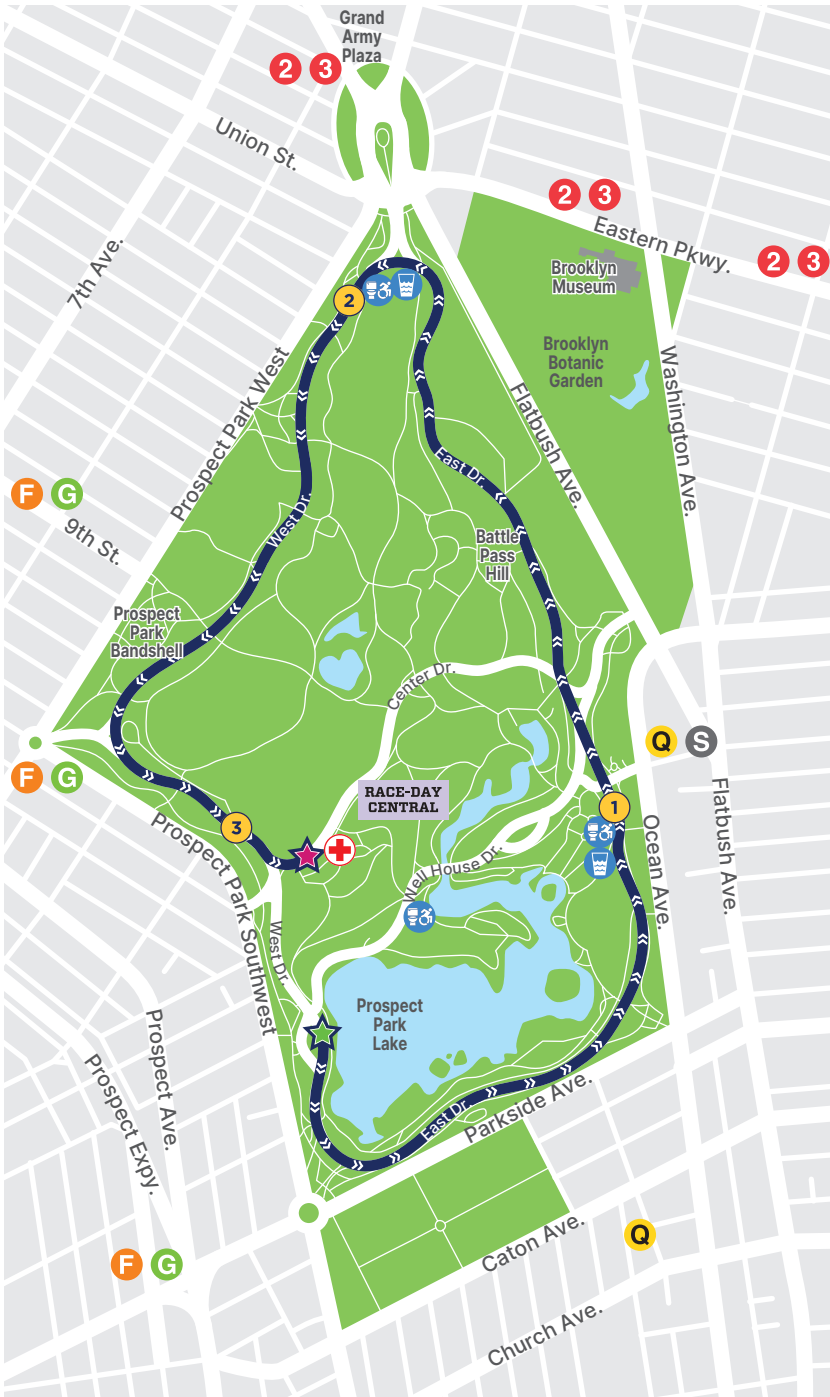 Grand
Army
Plaza
2 3
Union St.
2 3
Eastern Pkwy.
2 3
7th Ave.
Brooklyn
Museum
2
Brooklyn
Botanic
Garden
Prospect Park West
Flatbush Ave.
Washington Ave.
East Dr.
F G
9th St.
West Dr.
Battle
Pass
Hill
Prospect
Park
Bandshell
Center Dr.
F G
Q S
RACE-DAY
CENTRAL
1
3
Flatbush Ave.
Ocean Ave.
Prospect Park Southwest
Well House Dr.
West Dr.
Prospect
Park
Lake
Prospect Ave.
Prospect Expy.
East Dr.
Parkside Ave.
Caton Ave.
Q
F G
Church Ave.